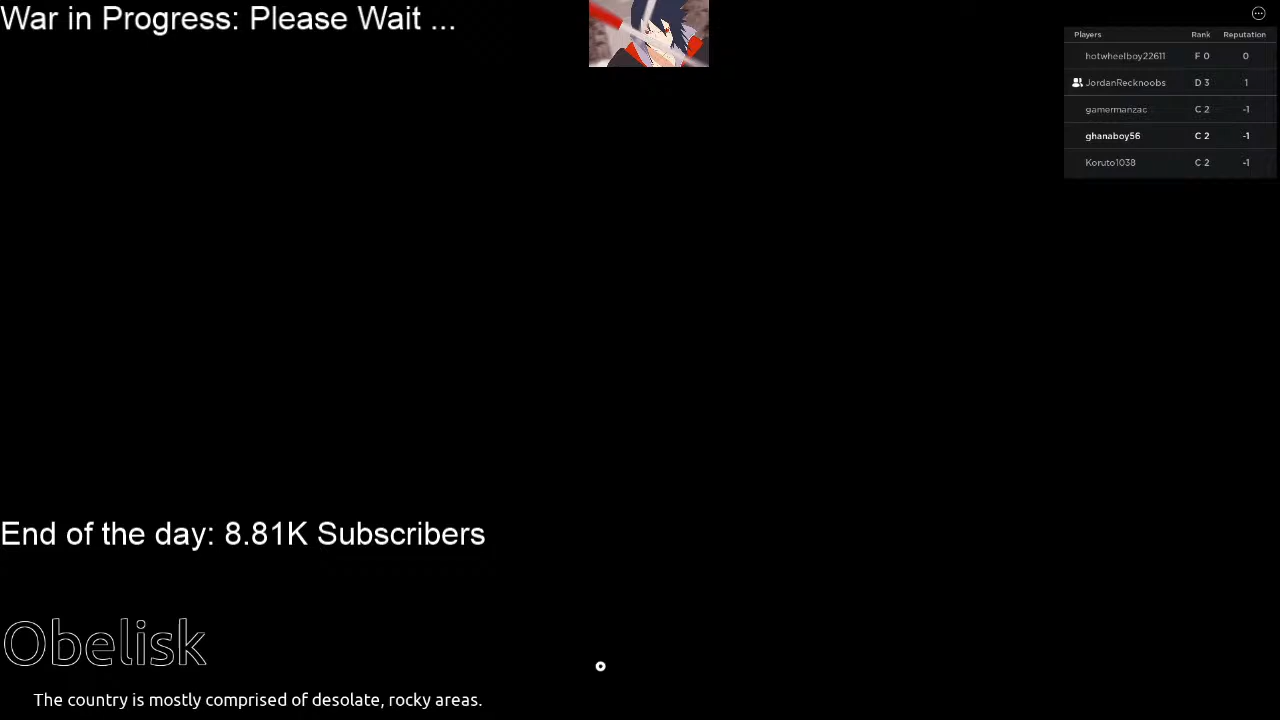 War in Progress: Please Wait ...
Players Rank Reputation
hotwheelboy22611 F 0 0
JordanRecknoobs D 3 1
gamermanzac C 2 -1
ghanaboy56 C 2 -1
Koruto1038 C 2 -1
End of the day: 8.81K Subscribers
Obelisk
The country is mostly comprised of desolate, rocky areas.